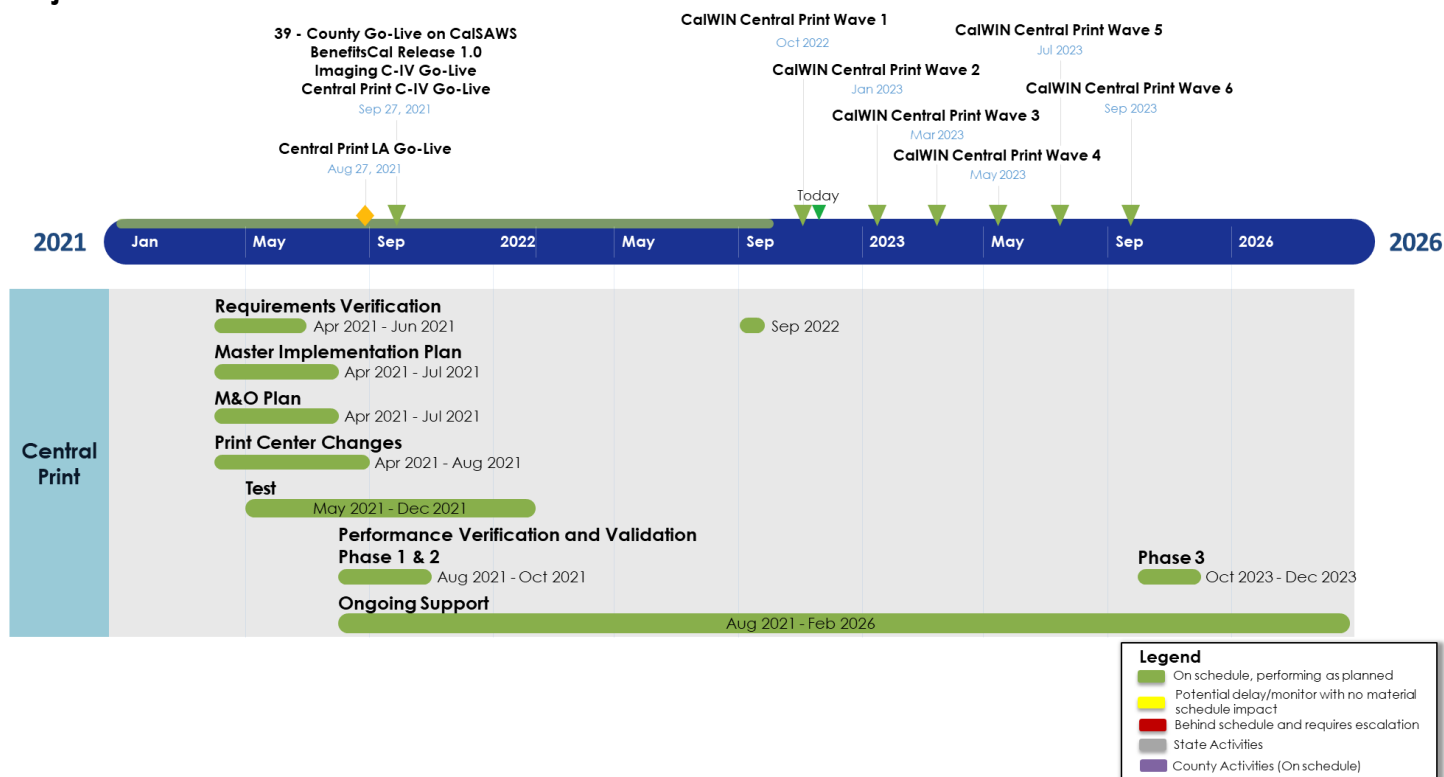 CalWIN Central Print Wave 1
Oct 2022
39 - County Go-Live on CalSAWS
BenefitsCal Release 1.0
Imaging C-IV Go-Live
Central Print C-IV Go-Live
Sep 27, 2021
CalWIN Central Print Wave 5
Jul 2023
CalWIN Central Print Wave 2
Jan 2023
CalWIN Central Print Wave 6
Sep 2023
CalWIN Central Print Wave 3
Mar 2023
Central Print LA Go-Live
Aug 27, 2021
CalWIN Central Print Wave 4
May 2023
Today
2021 Jan May Sep 2022 May Sep 2023 May Sep 2026 2026
Central
Print
Requirements Verification
Apr 2021 - Jun 2021 Sep 2022
Master Implementation Plan
Apr 2021 - Jul 2021
M&O Plan
Apr 2021 - Jul 2021
Print Center Changes
Apr 2021 - Aug 2021
Test
May 2021 - Dec 2021
Performance Verification and Validation
Phase 1 & 2 Phase 3
Aug 2021 - Oct 2021 Oct 2023 - Dec 2023
Ongoing Support
Aug 2021 - Feb 2026
Legend
On schedule, performing as planned
Potential delay/monitor with no material
schedule impact
Behind schedule and requires escalation
State Activities
County Activities (On schedule)